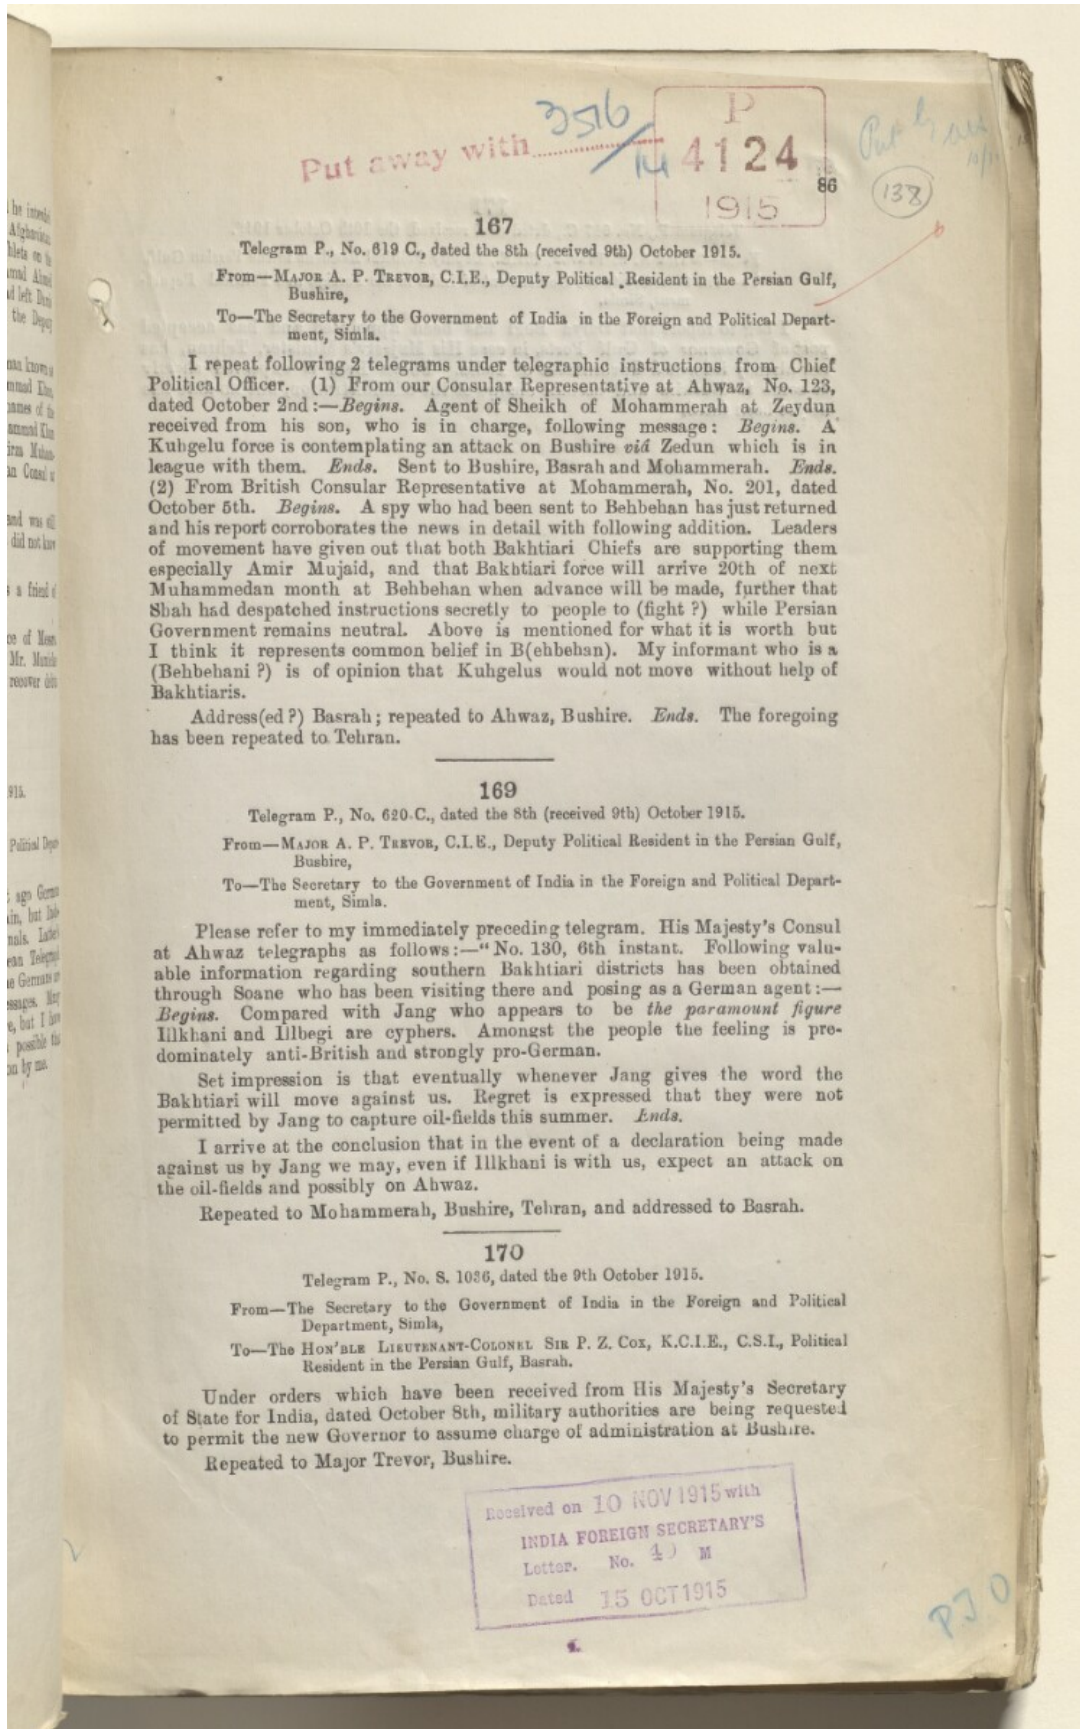 Put away with 3516/14
P
4124
1915
86
138
167
Telegram P., No. 619 C., dated the 8th (received 9th) October 1915.
From—MAJOR A. P. TREVOR, C.I.E., Deputy Political Resident in the Persian Gulf,
Bushire,
To—The Secretary to the Government of India in the Foreign and Political Depart-
ment, Simla.
I repeat following 2 telegrams under telegraphic instructions from Chief
Political Officer. (1) From our Consular Representative at Ahwaz, No. 123,
dated October 2nd :—Begins. Agent of Sheikh of Mohammerah at Zeydun
received from his son, who is in charge, following message: Begins. A
Kuhgelu force is contemplating an attack on Bushire viâ Zedun which is in
league with them. Ends. Sent to Bushire, Basrah and Mohammerah. Ends.
(2) From British Consular Representative at Mohammerah, No. 201, dated
October 5th. Begins. A spy who had been sent to Behbehan has just returned
and his report corroborates the news in detail with following addition. Leaders
of movement have given out that both Bakhtiari Chiefs are supporting them
especially Amir Mujaid, and that Bakhtiari force will arrive 20th of next
Muhammedan month at Behbehan when advance will be made, further that
Shah had despatched instructions secretly to people to (fight ?) while Persian
Government remains neutral. Above is mentioned for what it is worth but
I think it represents common belief in B(ehbehan). My informant who is a
(Behbehani ?) is of opinion that Kuhgelus would not move without help of
Bakhtiaris.
Address(ed ?) Basrah; repeated to Ahwaz, Bushire. Ends. The foregoing
has been repeated to Tehran.
169
Telegram P., No. 620 C., dated the 8th (received 9th) October 1915.
From—MAJOR A. P. TREVOR, C.I.E., Deputy Political Resident in the Persian Gulf,
Bushire,
To—The Secretary to the Government of India in the Foreign and Political Depart-
ment, Simla.
Please refer to my immediately preceding telegram. His Majesty's Consul
at Ahwaz telegraphs as follows:—“ No. 130, 6th instant. Following valu-
able information regarding southern Bakhtiari districts has been obtained
through Soane who has been visiting there and posing as a German agent :—
Begins. Compared with Jang who appears to be the paramount figure
Illkhani and Illbegi are cyphers. Amongst the people the feeling is pre-
dominately anti-British and strongly pro-German.
Set impression is that eventually whenever Jang gives the word the
Bakhtiari will move against us. Regret is expressed that they were not
permitted by Jang to capture oil-fields this summer. Ends.
I arrive at the conclusion that in the event of a declaration being made
against us by Jang we may, even if Illkhani is with us, expect an attack on
the oil-fields and possibly on Ahwaz.
Repeated to Mohammerah, Bushire, Tehran, and addressed to Basrah.
170
Telegram P., No. S. 1036, dated the 9th October 1915.
From—The Secretary to the Government of India in the Foreign and Political
Department, Simla,
To—The HON'BLE LIEUTENANT-COLONEL SIR P. Z. COX, K.C.I.E., C.S.I., Political
Resident in the Persian Gulf, Basrah.
Under orders which have been received from His Majesty's Secretary
of State for India, dated October 8th, military authorities are being requested
to permit the new Governor to assume charge of administration at Bushire.
Repeated to Major Trevor, Bushire.
Received on 10 NOV 1915 with
INDIA FOREIGN SECRETARY'S
Letter. No. M
Dated 15 OCT 1915